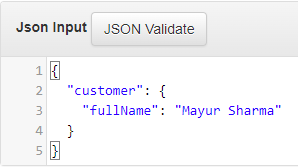 Json Input JSON Validate
1 {
2   "customer": {
3     "fullName": "Mayur Sharma"
4   }
5 }